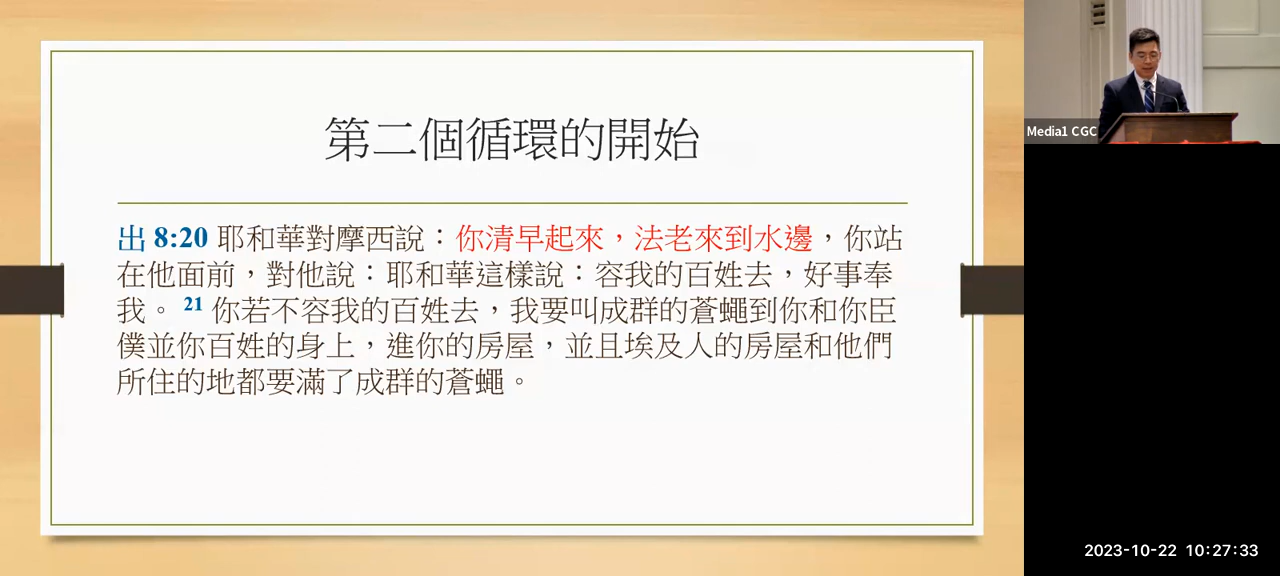 第二個循環的開始
出 8:20 耶和華對摩西說：你清早起來，法老來到水邊，你站
在他面前，對他說：耶和華這樣說：容我的百姓去，好事奉
我。 21 你若不容我的百姓去，我要叫成群的蒼蠅到你和你臣
僕並你百姓的身上，進你的房屋，並且埃及人的房屋和他們
所住的地都要滿了成群的蒼蠅。
Media1 CGC
2023-10-22 10:27:33